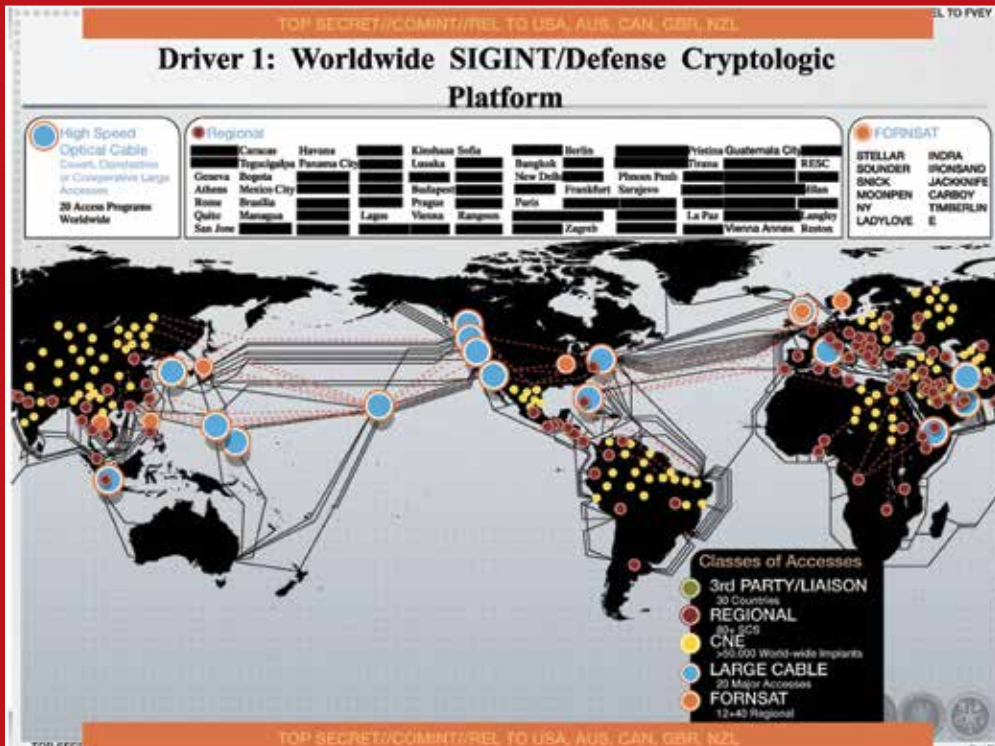 TOP SECRET//COMINT//REL TO USA, AUS, CAN, GBR, NZL
EL TO FVEY
Driver 1: Worldwide SIGINT/Defense Cryptologic
Platform
High Speed
Optical Cable
Covert, Clandestine
or Cooperative Large
Accesses
20 Access Programs
Worldwide
Regional
Caracas Havana Kinshasa Sofia Berlin Pristina Guatemala City
Tegucigalpa Panama City Lusaka Bangkok Tirana RESC
Geneva Bogota New Delhi Phnom Penh
Athens Mexico City Budapest Frankfurt Sarajevo Milan
Rome Brasilia Prague Paris
Quito Managua Lagos Vienna Rangoon La Paz Langley
San Jose Zagreb Vienna Annex Reston
FORNSAT
STELLAR INDRA
SOUNDER IRONSAND
SNICK JACKKNIFE
MOONPEN CARBOY
NY TIMBERLIN
LADYLOVE E
Classes of Accesses
3rd PARTY/LIAISON
30 Countries
REGIONAL
80+ SCS
CNE
>50,000 World-wide Implants
LARGE CABLE
20 Major Accesses
FORNSAT
12+40 Regional
TOP SECRET//COMINT//REL TO USA, AUS, CAN, GBR, NZL